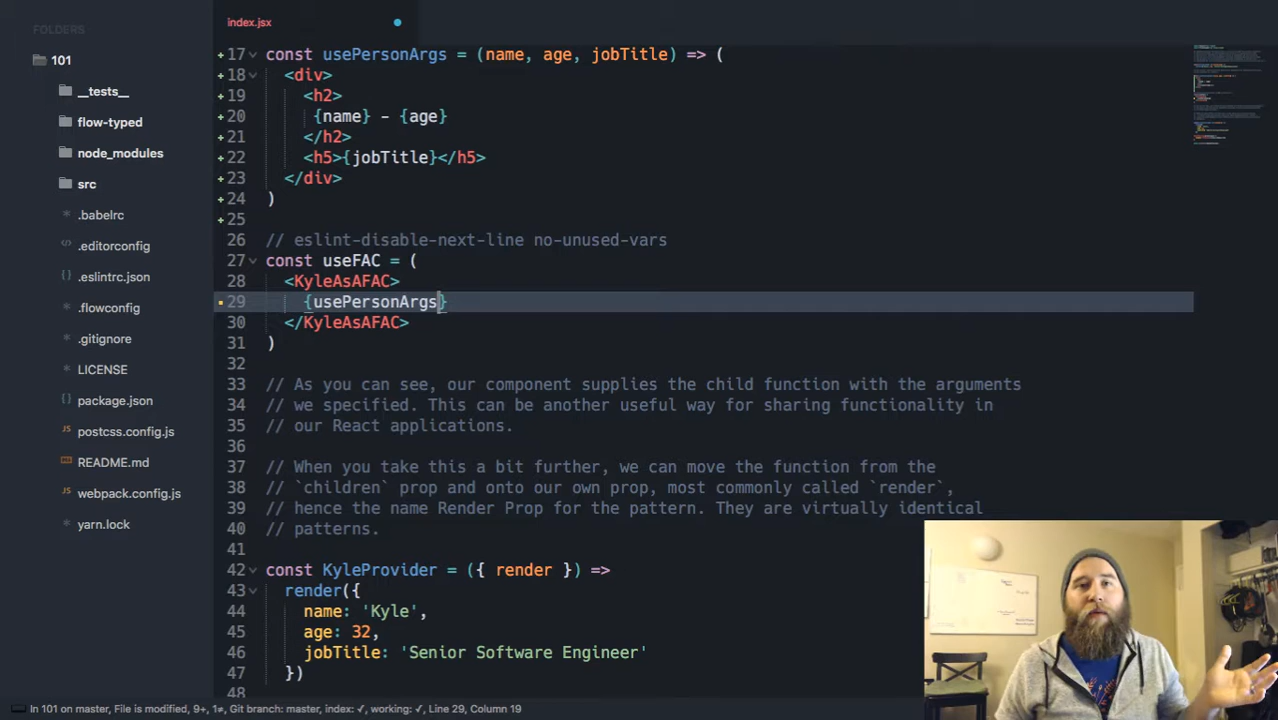 FOLDERS
101
__tests__
flow-typed
node_modules
src
.babelrc
.editorconfig
.eslintrc.json
.flowconfig
.gitignore
LICENSE
package.json
postcss.config.js
README.md
webpack.config.js
yarn.lock
index.jsx
17 const usePersonArgs = (name, age, jobTitle) => (
18 <div>
19 <h2>
20 {name} - {age}
21 </h2>
22 <h5>{jobTitle}</h5>
23 </div>
24 )
25
26 // eslint-disable-next-line no-unused-vars
27 const useFAC = (
28 <KyleAsAFAC>
29 {usePersonArgs}
30 </KyleAsAFAC>
31 )
32
33 // As you can see, our component supplies the child function with the arguments
34 // we specified. This can be another useful way for sharing functionality in
35 // our React applications.
36
37 // When you take this a bit further, we can move the function from the
38 // `children` prop and onto our own prop, most commonly called `render`,
39 // hence the name Render Prop for the pattern. They are virtually identical
40 // patterns.
41
42 const KyleProvider = ({ render }) =>
43 render({
44 name: 'Kyle',
45 age: 32,
46 jobTitle: 'Senior Software Engineer'
47 })
48
In 101 on master, File is modified, 9+, 1≠, Git branch: master, index: ✓, working: ✓, Line 29, Column 19